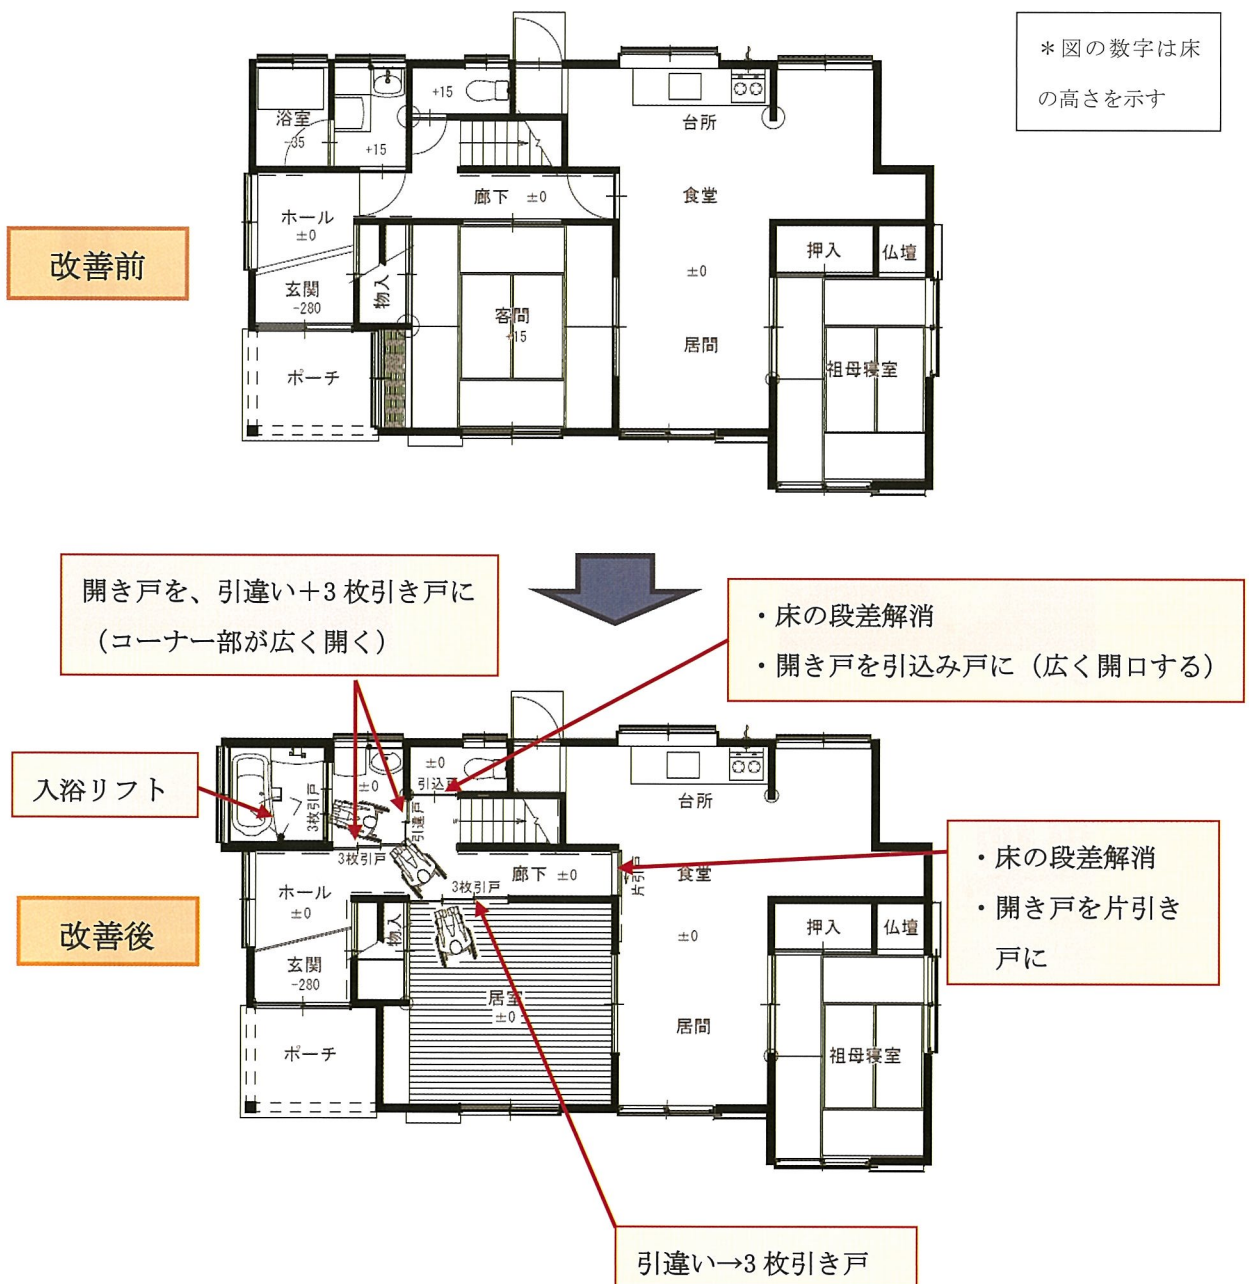 ＊図の数字は床
の高さを示す
改善前
浴室
-35
+15
+15
台所
ホール
±0
廊下 ±0
食堂
±0
押入
仏壇
玄関
-280
物入
客間
+15
居間
祖母寝室
ポーチ
開き戸を、引違い＋3枚引き戸に
（コーナー部が広く開く）
・床の段差解消
・開き戸を引込み戸に（広く開口する）
入浴リフト
3枚引戸
±0
±0
引込戸
引違戸
台所
3枚引戸
ホール
±0
廊下 ±0
3枚引戸
片引戸
食堂
±0
・床の段差解消
・開き戸を片引き
戸に
改善後
押入
仏壇
玄関
-280
物入
居室
±0
居間
祖母寝室
ポーチ
引違い→3枚引き戸